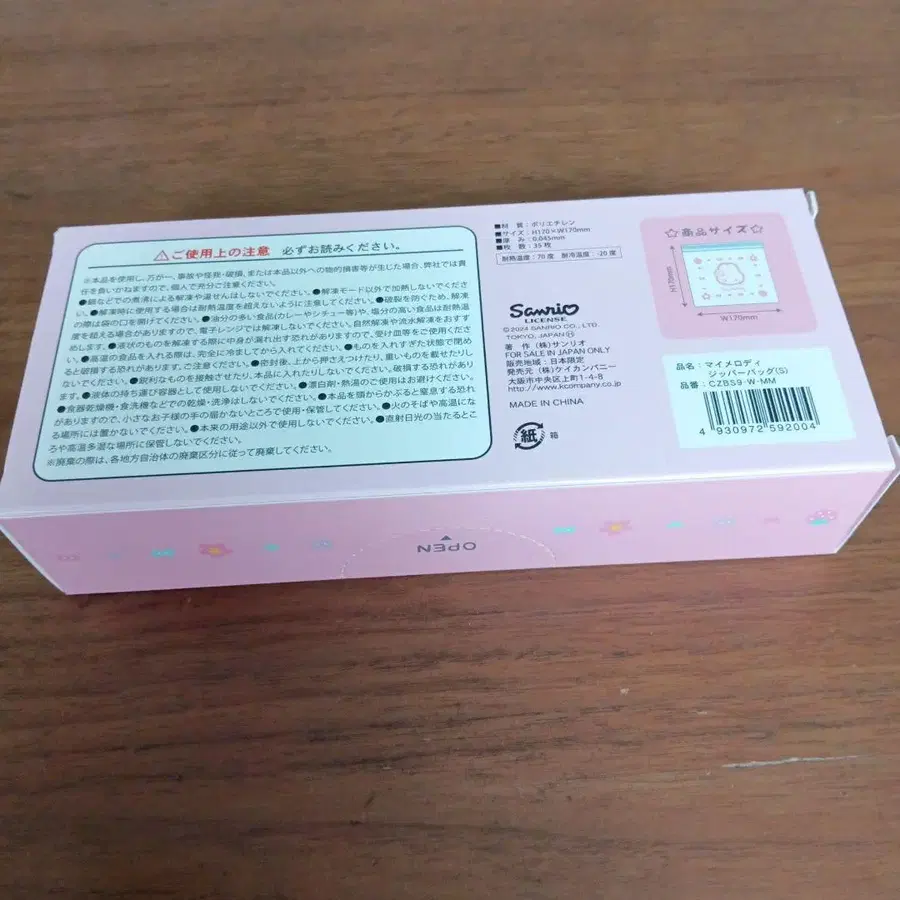 ⚠ご使用上の注意 必ずお読みください。
※本品を使用し、万が一、事故や怪我・破損、または本品以外への物的損害等が生じた場合、弊社では責
任を負いかねますので、個人で充分にご注意ください。
●鍋などでの煮沸による解凍や湯せんはしないでください。●解凍モード以外で加熱しないでくださ
い。●解凍時に使用する場合は耐熱温度を超えないように注意してください。●破裂を防ぐため、解凍
の際は袋の口を開けてください。●油分の多い食品(カレーやシチュー等)や、塩分の高い食品は耐熱温
度を超える場合がありますので、電子レンジでは解凍しないでください。自然解凍や流水解凍をおすす
めします。●液状のものを解凍する際に中身が漏れ出す恐れがありますので、受け皿等をご使用くださ
い。●高温の食品を入れる際は、完全に冷ましてから入れてください。●ものを入れすぎた状態で閉め
ると破損する恐れがあります。ご注意ください。●密封後、上から押さえつけたり、重いものを載せたりし
ないでください。●鋭利なものを接触させたり、本品に入れたりしないでください。破損する恐れがあり
ます。●液体の持ち運び容器として使用しないでください。●漂白剤・熱湯のご使用はお避けください。
●食器乾燥機・食洗機などでの乾燥・洗浄はしないでください。●本品を頭からかぶると窒息する恐れ
がありますので、小さなお子様の手の届かないところで使用・保管してください。●火のそばや高温にな
る場所には置かないでください。●本来の用途以外で使用しないでください。●直射日光の当たるとこ
ろや高温多湿な場所に保管しないでください。
※廃棄の際は、各地方自治体の廃棄区分に従って廃棄してください。
■材 質:ポリエチレン
■サイズ:H170×W170mm
■厚 み:0.045mm
■枚 数:35枚
耐熱温度:70度 耐冷温度:-20度
Sanrio
LICENSE
©2024 SANRIO CO., LTD.
TOKYO, JAPAN Ⓗ
著 作 (株)サンリオ
FOR SALE IN JAPAN ONLY
販売地域:日本限定
発売元 (株)ケイカンパニー
大阪市中央区上町1-4-8
http://www.kcompany.co.jp
MADE IN CHINA
紙 箱
☆商品サイズ☆
H170mm
W170mm
品名:マイメロディ
ジッパーバッグ(S)
品番:CZBS9-W-MM
4 930972 592004
OPEN